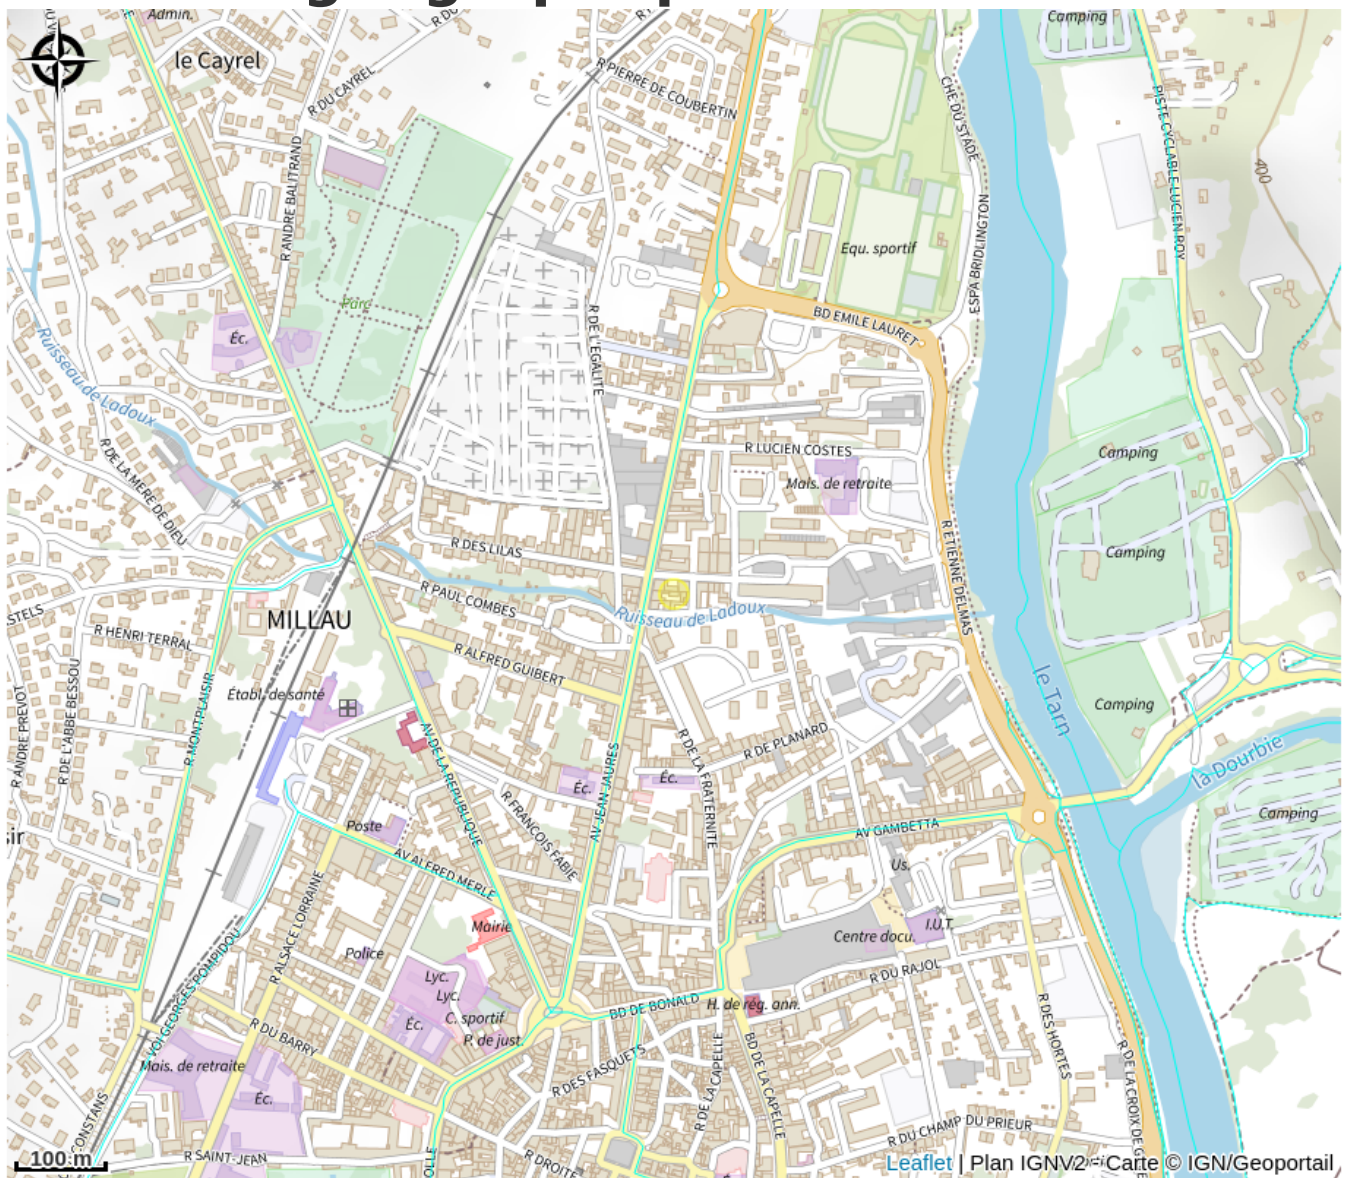 Admin.
le Cayrel
R DU CAYREL
R PIERRE DE COUBERTIN
Camping
CHE DU STADE
PISTE CYCLABLE LUCIEN ROY
400
R ANDRE BALITRAND
ESPA BRIDLINGTON
Equ. sportif
Parc
Éc.
R DE L'EGALITE
BD EMILE LAURET
Ruisseau de Ladoux
R DE LA MERE DE DIEU
R LUCIEN COSTES
Mais. de retraite
Camping
Camping
R DES LILAS
R ETIENNE DELMAS
R PAUL COMBES
Ruisseau de Ladoux
MILLAU
R HENRI TERRAL
R ALFRED GUIBERT
R ANDRE PREVOT
R DE L'ABBE BESSOU
R MONTPLAISIR
Établ. de santé
le Tarn
Camping
AV DE LA REPUBLIQUE
AV JEAN JAURES
R DE LA FRATERNITE
R DE PLANARD
la Dourbie
Éc.
Éc.
R FRANCOIS FABIE
Poste
AV ALFRED MERLE
AV GAMBETTA
Camping
Us.
R ALSACE LORRAINE
Mairie
I.U.T.
Centre docu.
Police
VOI GEORGES POMPIDOU
Lyc.
Lyc.
R DU RAJOL
Éc.
C. sportif
P. de just.
BD DE BONALD
H. de rég. ann.
R DU BARRY
R DES FASQUETS
R DE LA CAPELLE
BD DE LA CAPELLE
R DES HORTES
Mais. de retraite
Éc.
CONSTANS
R DU CHAMP DU PRIEUR
R SAINT-JEAN
R DROITE
100 m
Leaflet | Plan IGNV2 - Carte © IGN/Geoportail